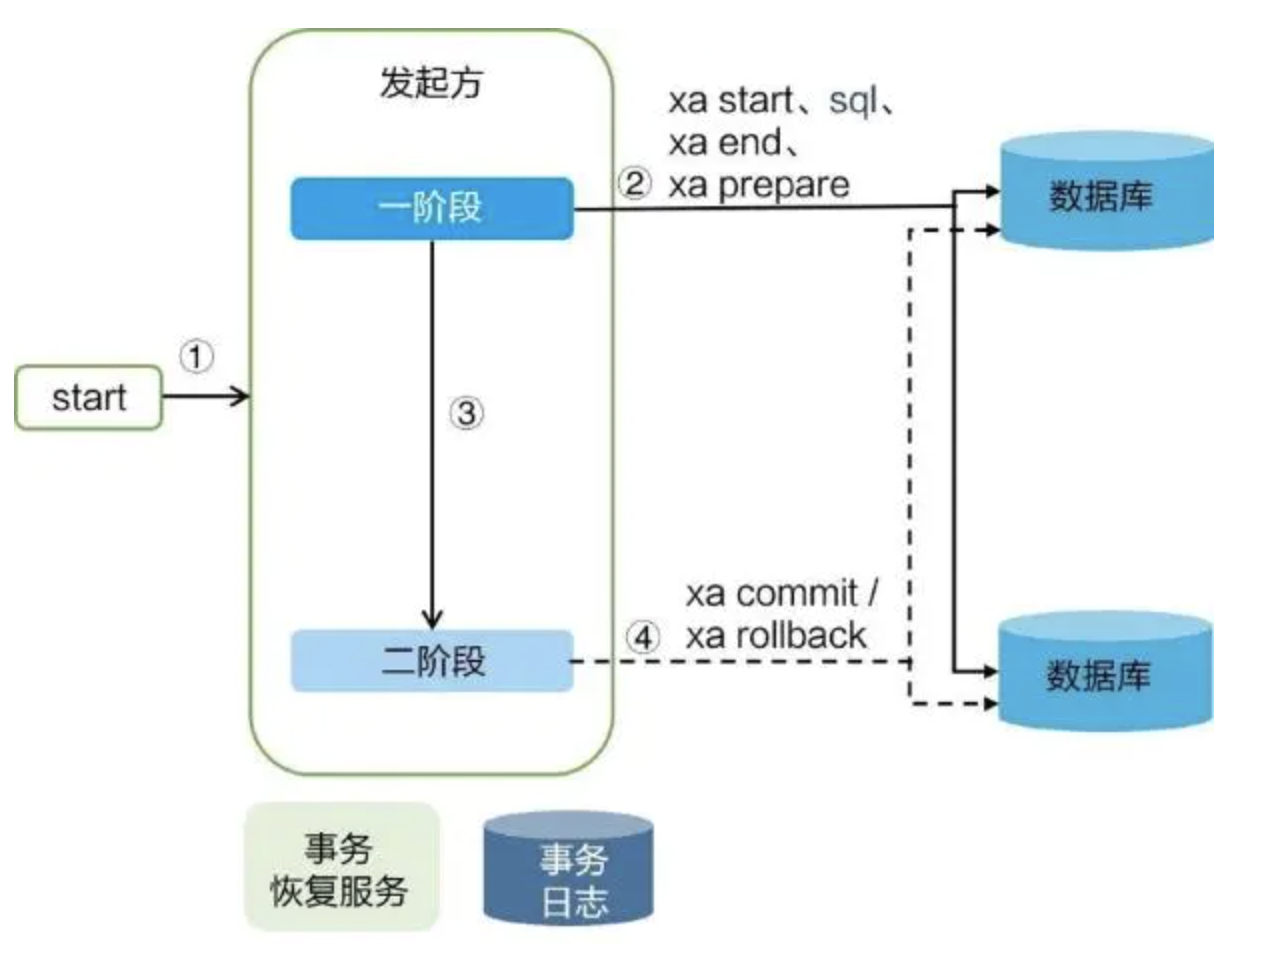 发起方
xa start、sql、
xa end、
② xa prepare
一阶段
数据库
①
start
③
xa commit /
④ xa rollback
二阶段
数据库
事务
恢复服务
事务
日志